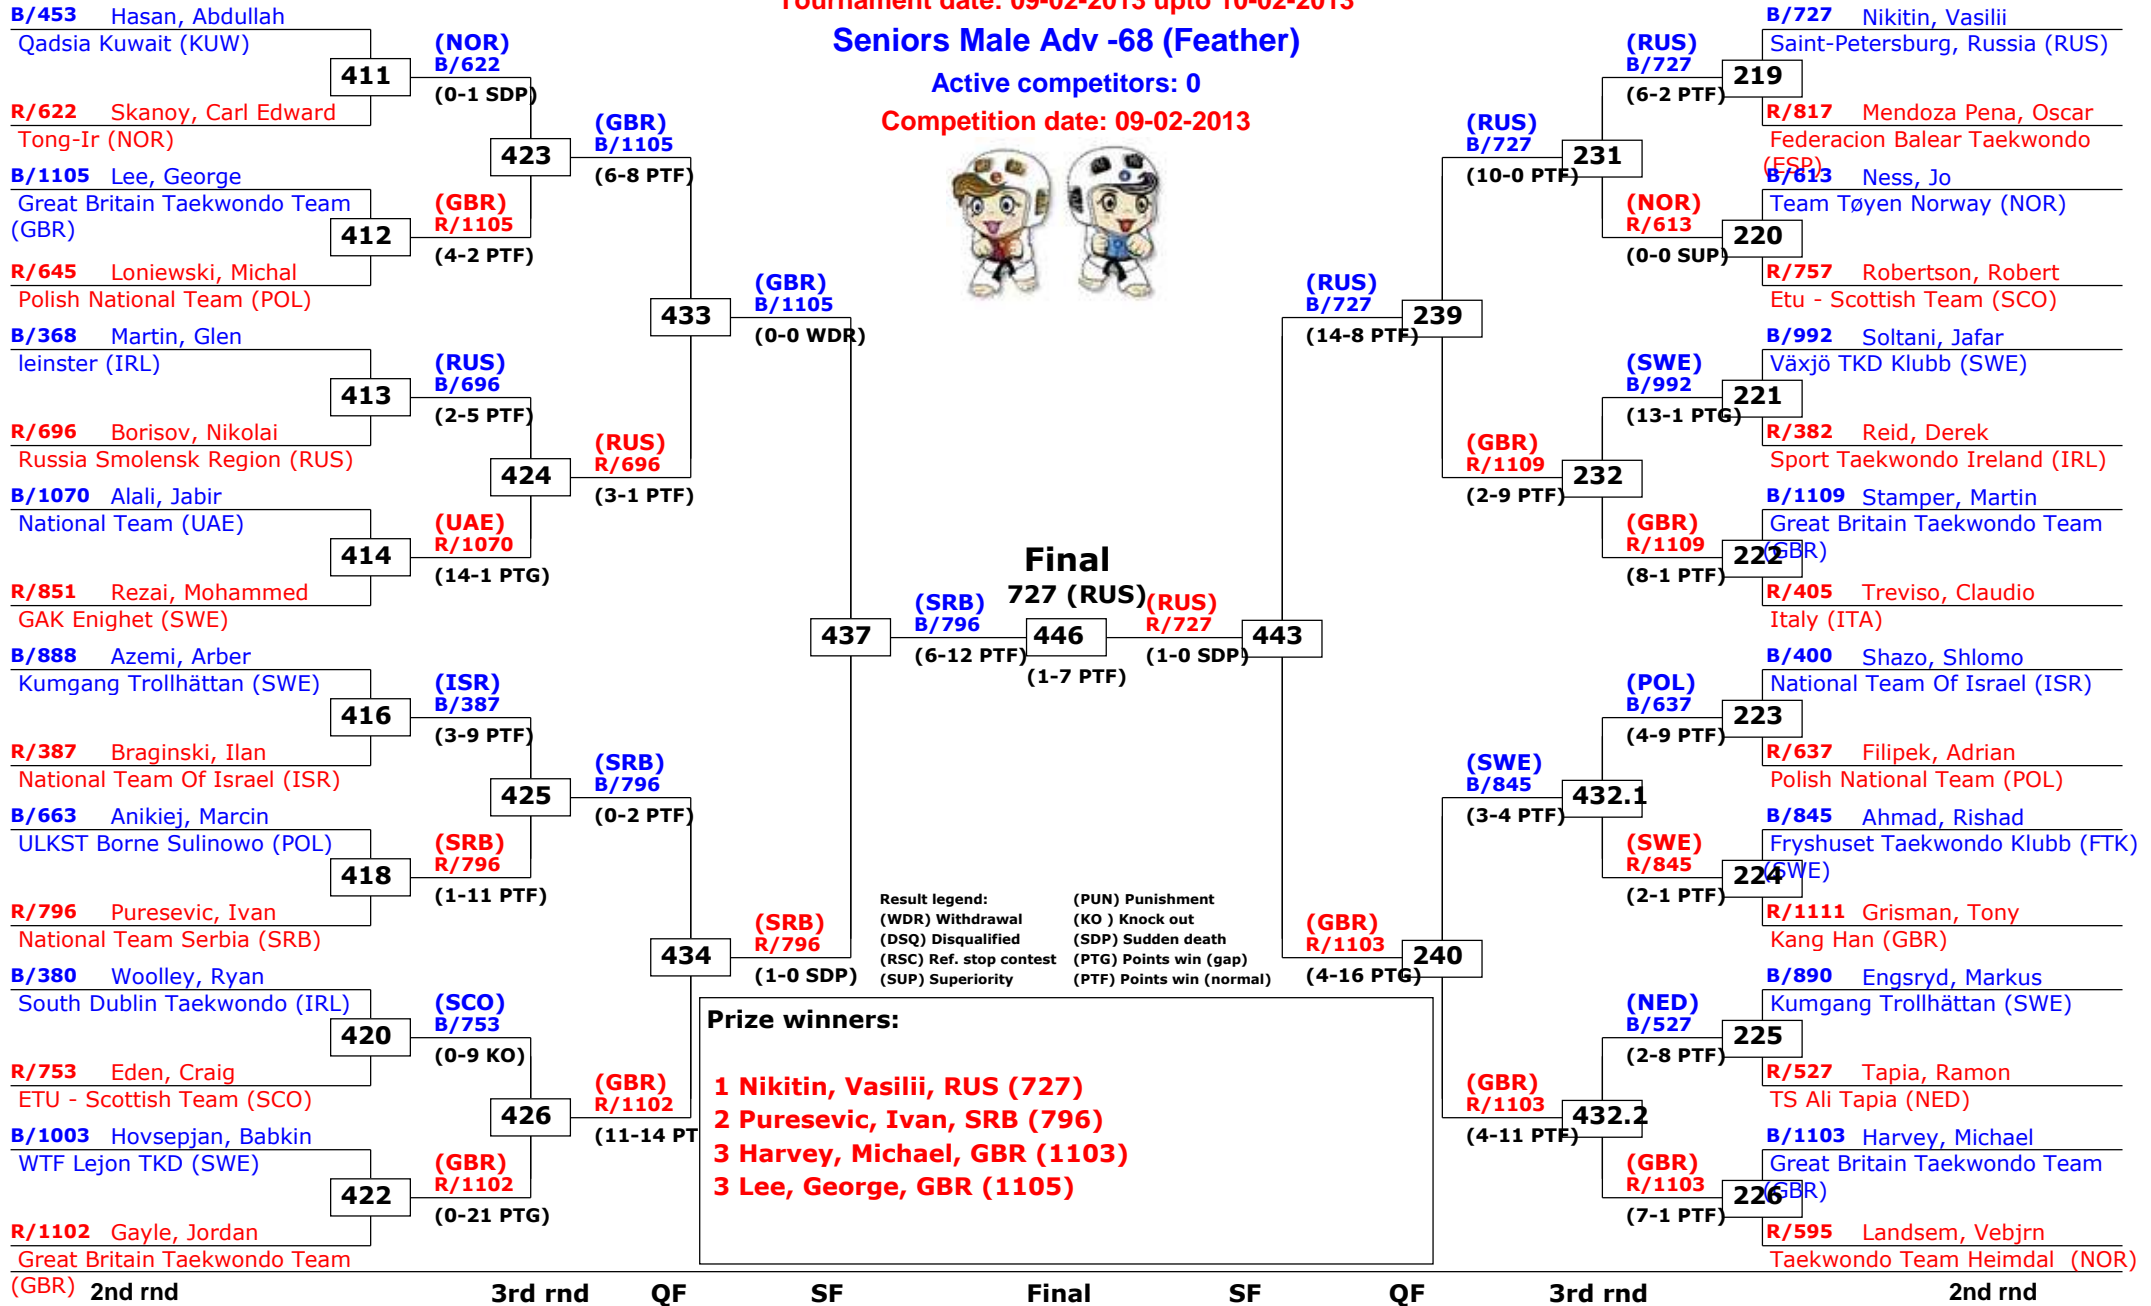 Tournament date: 09-02-2013 upto 10-02-2013
Seniors Male Adv -68 (Feather)
Active competitors: 0
Competition date: 09-02-2013
B/453 Hasan, Abdullah
Qadsia Kuwait (KUW)
411
R/622 Skanoy, Carl Edward
Tong-Ir (NOR)
B/1105 Lee, George
Great Britain Taekwondo Team
(GBR)
412
R/645 Loniewski, Michal
Polish National Team (POL)
B/368 Martin, Glen
leinster (IRL)
413
R/696 Borisov, Nikolai
Russia Smolensk Region (RUS)
B/1070 Alali, Jabir
National Team (UAE)
414
R/851 Rezai, Mohammed
GAK Enighet (SWE)
B/888 Azemi, Arber
Kumgang Trollhättan (SWE)
416
R/387 Braginski, Ilan
National Team Of Israel (ISR)
B/663 Anikiej, Marcin
ULKST Borne Sulinowo (POL)
418
R/796 Puresevic, Ivan
National Team Serbia (SRB)
B/380 Woolley, Ryan
South Dublin Taekwondo (IRL)
420
R/753 Eden, Craig
ETU - Scottish Team (SCO)
B/1003 Hovsepjan, Babkin
WTF Lejon TKD (SWE)
422
R/1102 Gayle, Jordan
Great Britain Taekwondo Team
(GBR)
(NOR)
B/622
(0-1 SDP)
423
(GBR)
R/1105
(4-2 PTF)
(RUS)
B/696
(2-5 PTF)
424
(UAE)
R/1070
(14-1 PTG)
(ISR)
B/387
(3-9 PTF)
425
(SRB)
R/796
(1-11 PTF)
(SCO)
B/753
(0-9 KO)
426
(GBR)
R/1102
(0-21 PTG)
(GBR)
B/1105
(6-8 PTF)
433
(RUS)
R/696
(3-1 PTF)
(SRB)
B/796
(0-2 PTF)
434
(GBR)
R/1102
(11-14 PT
(GBR)
B/1105
(0-0 WDR)
437
(SRB)
R/796
(1-0 SDP)
Final
727 (RUS)
(SRB)
B/796
(6-12 PTF)
446
(1-7 PTF)
(RUS)
R/727
(1-0 SDP)
443
(RUS)
B/727
(14-8 PTF)
239
(GBR)
R/1103
(4-16 PTG)
240
(RUS)
B/727
(10-0 PTF)
231
(GBR)
R/1109
(2-9 PTF)
232
(SWE)
B/845
(3-4 PTF)
432.1
(GBR)
R/1103
(4-11 PTF)
432.2
(RUS)
B/727
(6-2 PTF)
219
(NOR)
R/613
(0-0 SUP)
220
(SWE)
B/992
(13-1 PTG)
221
(GBR)
R/1109
(8-1 PTF)
222
(POL)
B/637
(4-9 PTF)
223
(SWE)
R/845
(2-1 PTF)
224
(NED)
B/527
(2-8 PTF)
225
(GBR)
R/1103
(7-1 PTF)
226
B/727 Nikitin, Vasilii
Saint-Petersburg, Russia (RUS)
R/817 Mendoza Pena, Oscar
Federacion Balear Taekwondo
(ESP)
B/613 Ness, Jo
Team Tøyen Norway (NOR)
R/757 Robertson, Robert
Etu - Scottish Team (SCO)
B/992 Soltani, Jafar
Växjö TKD Klubb (SWE)
R/382 Reid, Derek
Sport Taekwondo Ireland (IRL)
B/1109 Stamper, Martin
Great Britain Taekwondo Team
(GBR)
R/405 Treviso, Claudio
Italy (ITA)
B/400 Shazo, Shlomo
National Team Of Israel (ISR)
R/637 Filipek, Adrian
Polish National Team (POL)
B/845 Ahmad, Rishad
Fryshuset Taekwondo Klubb (FTK)
(SWE)
R/1111 Grisman, Tony
Kang Han (GBR)
B/890 Engsryd, Markus
Kumgang Trollhättan (SWE)
R/527 Tapia, Ramon
TS Ali Tapia (NED)
B/1103 Harvey, Michael
Great Britain Taekwondo Team
(GBR)
R/595 Landsem, Vebjrn
Taekwondo Team Heimdal (NOR)
Result legend: (PUN) Punishment
(WDR) Withdrawal (KO ) Knock out
(DSQ) Disqualified (SDP) Sudden death
(RSC) Ref. stop contest (PTG) Points win (gap)
(SUP) Superiority (PTF) Points win (normal)
Prize winners:
1 Nikitin, Vasilii, RUS (727)
2 Puresevic, Ivan, SRB (796)
3 Harvey, Michael, GBR (1103)
3 Lee, George, GBR (1105)
2nd rnd 3rd rnd QF SF Final SF QF 3rd rnd 2nd rnd